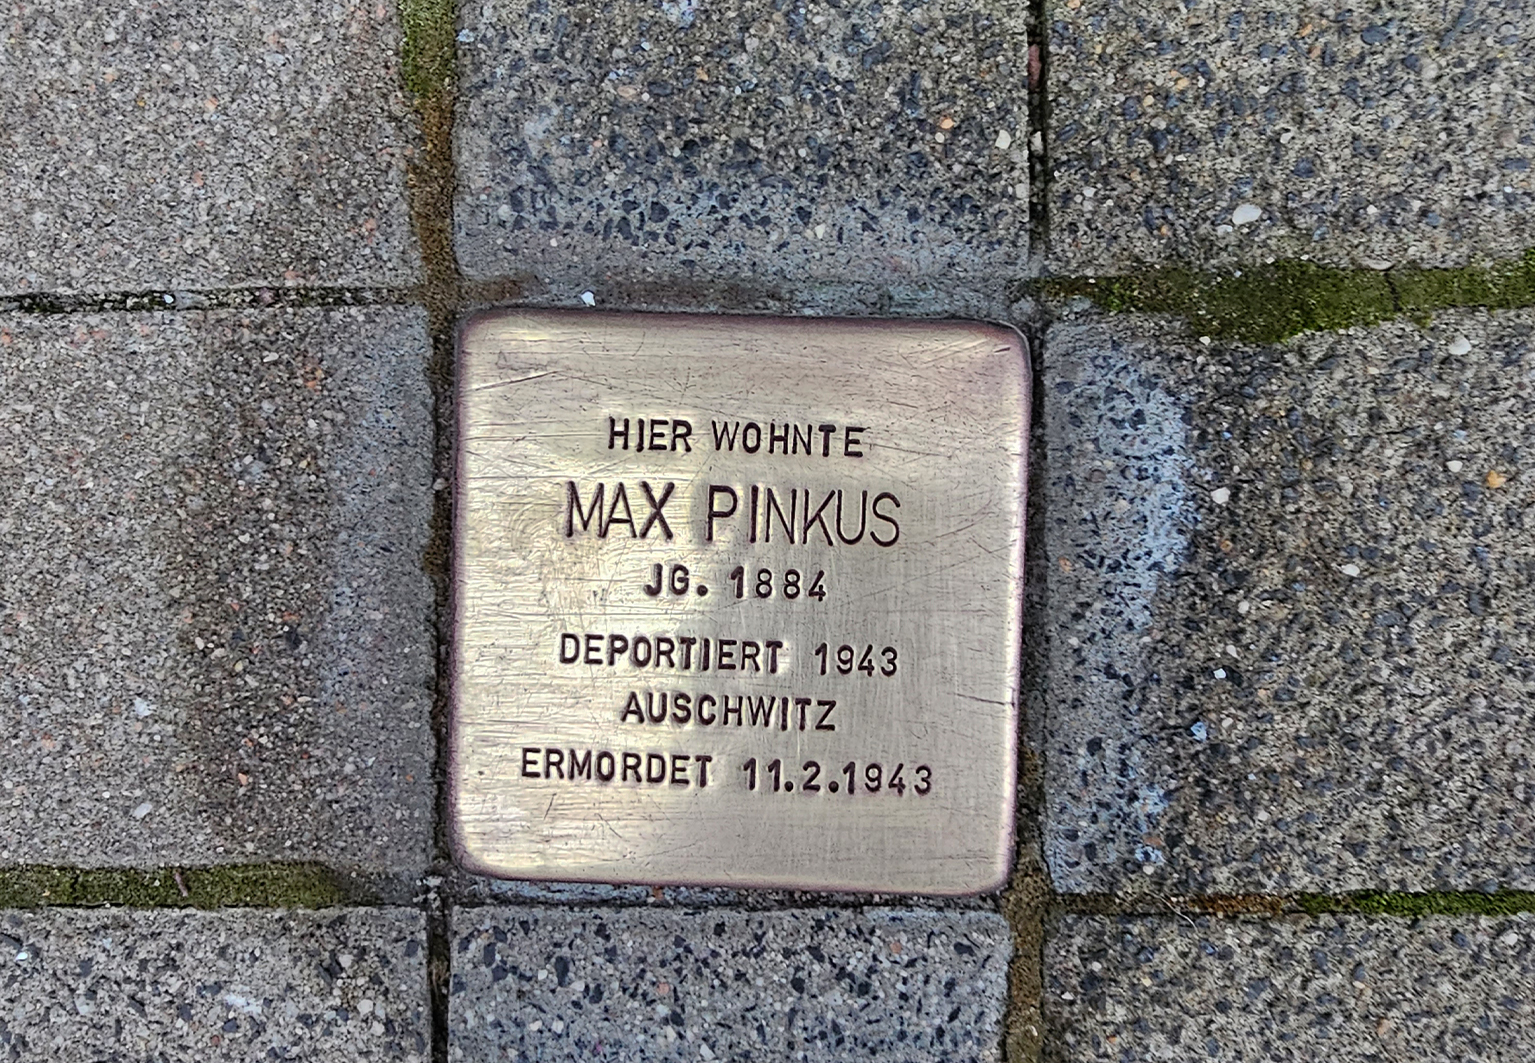 HIER WOHNTE
MAX PINKUS
JG. 1884
DEPORTIERT 1943
AUSCHWITZ
ERMORDET 11.2.1943